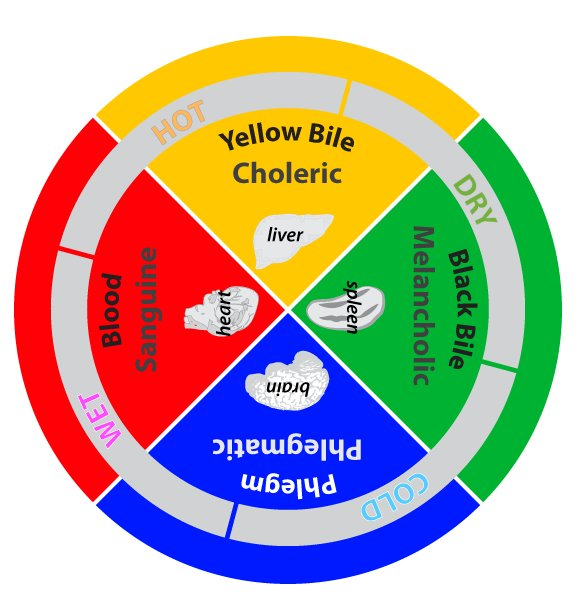 HOT
DRY
COLD
WET
Yellow Bile
Choleric
liver
Black Bile
Melancholic
spleen
Phlegm
Phlegmatic
brain
Blood
Sanguine
heart